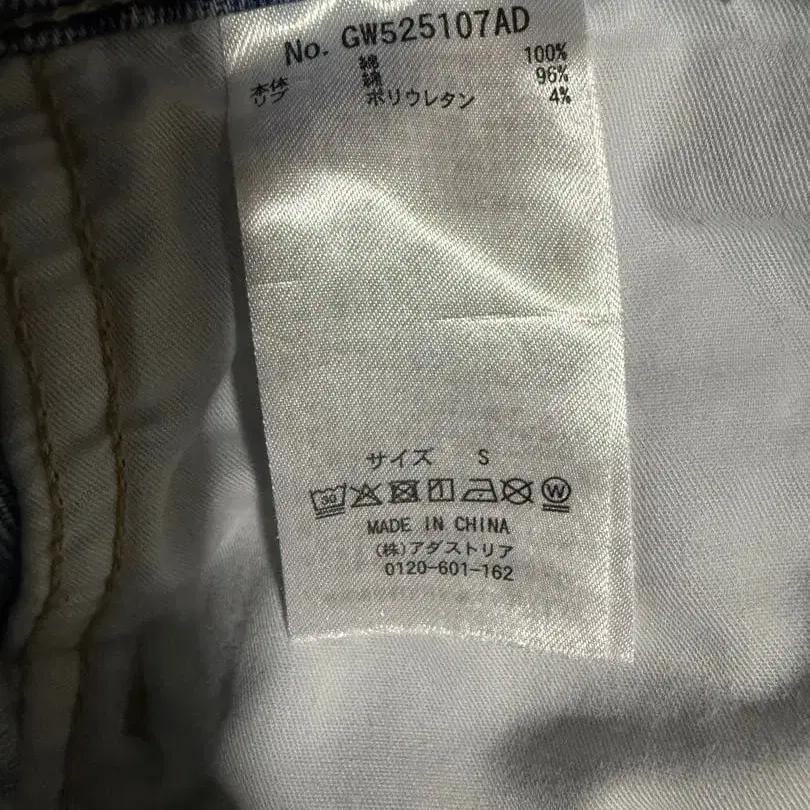 No. GW525107AD
本体 綿 100%
リブ 綿 96%
ポリウレタン 4%
サイズ S
30 W
MADE IN CHINA
(株)アダストリア
0120-601-162